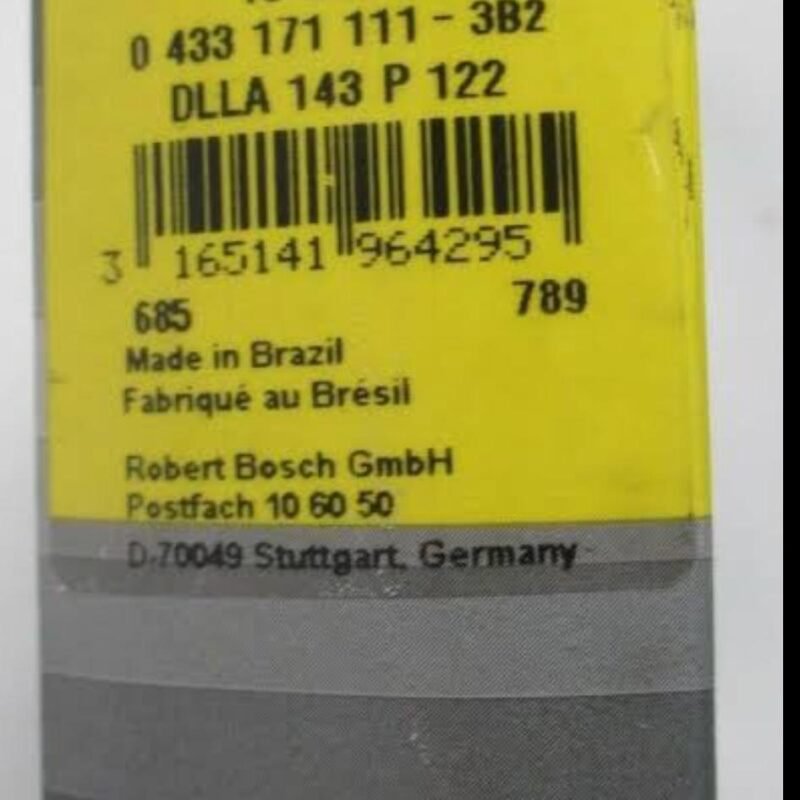 0 433 171 111 - 3B2
DLLA 143 P 122
3 165141 964295
685 789
Made in Brazil
Fabriqué au Brésil
Robert Bosch GmbH
Postfach 10 60 50
D-70049 Stuttgart, Germany